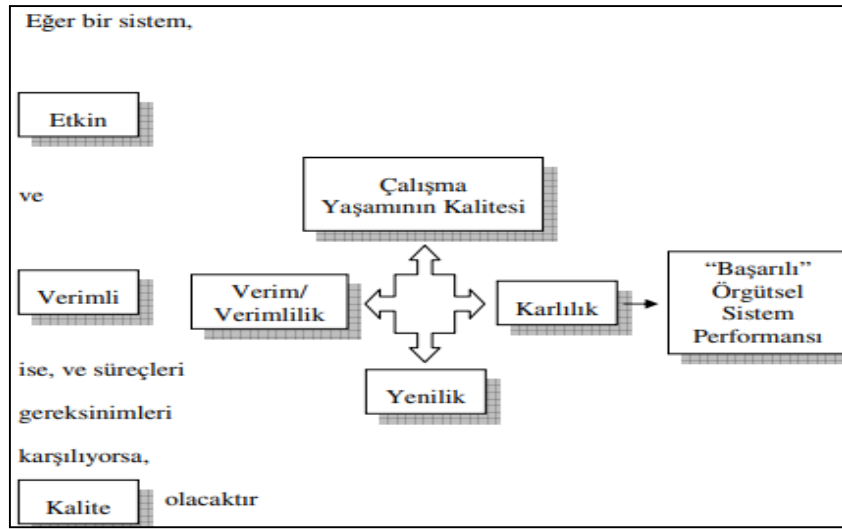 Eğer bir sistem,
Etkin
ve
Verimli
ise, ve süreçleri
gereksinimleri
karşılıyorsa,
Kalite olacaktır
Çalışma
Yaşamının Kalitesi
Verim/
Verimlilik
Karlılık
Yenilik
“Başarılı”
Örgütsel
Sistem
Performansı